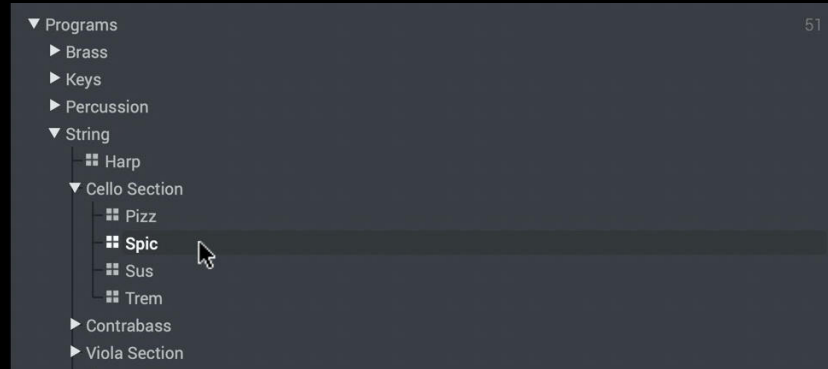 Programs 51
Brass
Keys
Percussion
String
Harp
Cello Section
Pizz
Spic
Sus
Trem
Contrabass
Viola Section